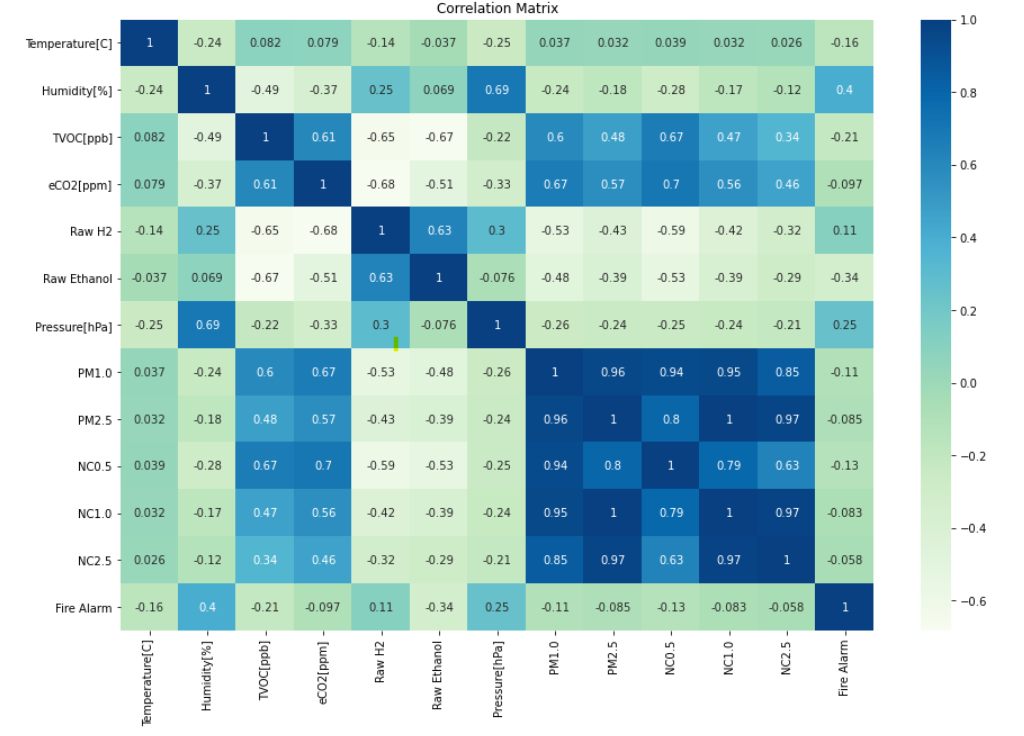 Correlation Matrix
Temperature[C] 1 -0.24 0.082 0.079 -0.14 -0.037 -0.25 0.037 0.032 0.039 0.032 0.026 -0.16
Humidity[%] -0.24 1 -0.49 -0.37 0.25 0.069 0.69 -0.24 -0.18 -0.28 -0.17 -0.12 0.4
TVOC[ppb] 0.082 -0.49 1 0.61 -0.65 -0.67 -0.22 0.6 0.48 0.67 0.47 0.34 -0.21
eCO2[ppm] 0.079 -0.37 0.61 1 -0.68 -0.51 -0.33 0.67 0.57 0.7 0.56 0.46 -0.097
Raw H2 -0.14 0.25 -0.65 -0.68 1 0.63 0.3 -0.53 -0.43 -0.59 -0.42 -0.32 0.11
Raw Ethanol -0.037 0.069 -0.67 -0.51 0.63 1 -0.076 -0.48 -0.39 -0.53 -0.39 -0.29 -0.34
Pressure[hPa] -0.25 0.69 -0.22 -0.33 0.3 -0.076 1 -0.26 -0.24 -0.25 -0.24 -0.21 0.25
PM1.0 0.037 -0.24 0.6 0.67 -0.53 -0.48 -0.26 1 0.96 0.94 0.95 0.85 -0.11
PM2.5 0.032 -0.18 0.48 0.57 -0.43 -0.39 -0.24 0.96 1 0.8 1 0.97 -0.085
NC0.5 0.039 -0.28 0.67 0.7 -0.59 -0.53 -0.25 0.94 0.8 1 0.79 0.63 -0.13
NC1.0 0.032 -0.17 0.47 0.56 -0.42 -0.39 -0.24 0.95 1 0.79 1 0.97 -0.083
NC2.5 0.026 -0.12 0.34 0.46 -0.32 -0.29 -0.21 0.85 0.97 0.63 0.97 1 -0.058
Fire Alarm -0.16 0.4 -0.21 -0.097 0.11 -0.34 0.25 -0.11 -0.085 -0.13 -0.083 -0.058 1
Temperature[C] Humidity[%] TVOC[ppb] eCO2[ppm] Raw H2 Raw Ethanol Pressure[hPa] PM1.0 PM2.5 NC0.5 NC1.0 NC2.5 Fire Alarm
1.0
0.8
0.6
0.4
0.2
0.0
−0.2
−0.4
−0.6